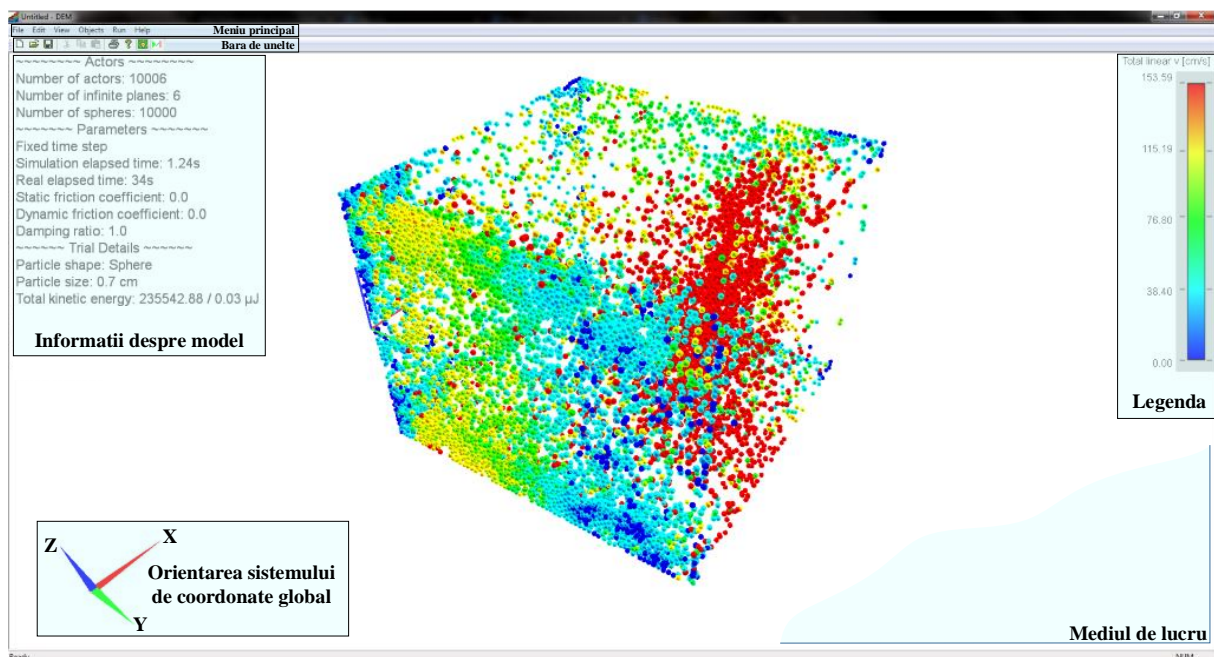 Untitled - DEM
File Edit View Objects Run Help
Meniu principal
Bara de unelte
~~~~~~~~ Actors ~~~~~~~~
Number of actors: 10006
Number of infinite planes: 6
Number of spheres: 10000
~~~~~~~ Parameters ~~~~~~~
Fixed time step
Simulation elapsed time: 1.24s
Real elapsed time: 34s
Static friction coefficient: 0.0
Dynamic friction coefficient: 0.0
Damping ratio: 1.0
~~~~~~ Trial Details ~~~~~~
Particle shape: Sphere
Particle size: 0.7 cm
Total kinetic energy: 235542.88 / 0.03 µJ
Informatii despre model
Total linear v [cm/s]
153.59
115.19
76.80
38.40
0.00
Legenda
Z
X
Y
Orientarea sistemului
de coordonate global
Mediul de lucru
Ready
NUM